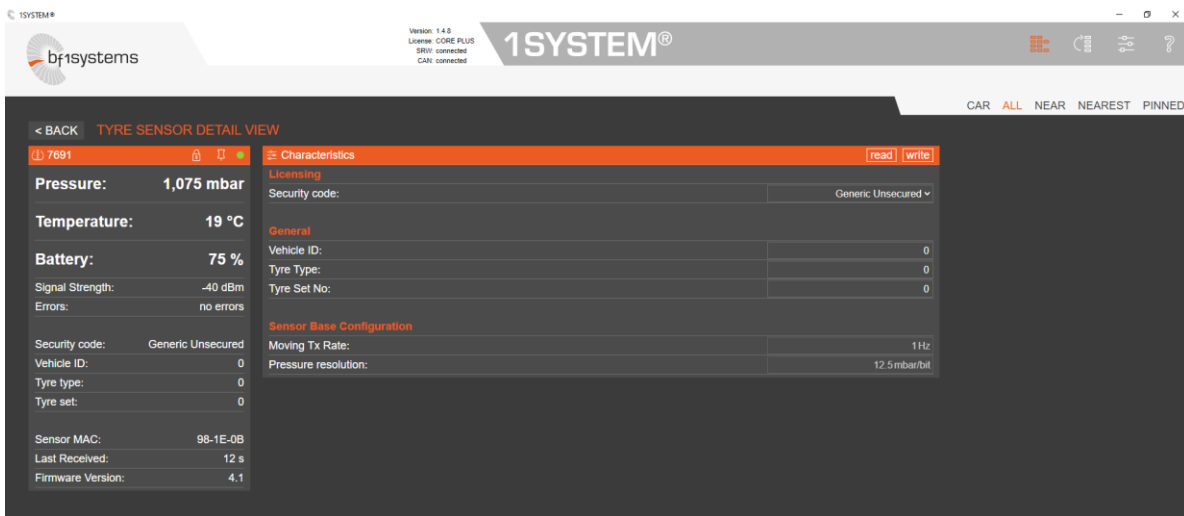 1SYSTEM®
bf1systems
Version: 1.4.8
License: CORE PLUS
SRW: connected
CAN: connected
1SYSTEM®
CAR ALL NEAR NEAREST PINNED
< BACK TYRE SENSOR DETAIL VIEW
7691
Pressure: 1,075 mbar
Temperature: 19 °C
Battery: 75 %
Signal Strength: -40 dBm
Errors: no errors
Security code: Generic Unsecured
Vehicle ID: 0
Tyre type: 0
Tyre set: 0
Sensor MAC: 98-1E-0B
Last Received: 12 s
Firmware Version: 4.1
Characteristics read write
Licensing
Security code: Generic Unsecured
General
Vehicle ID: 0
Tyre Type: 0
Tyre Set No: 0
Sensor Base Configuration
Moving Tx Rate: 1 Hz
Pressure resolution: 12.5 mbar/bit